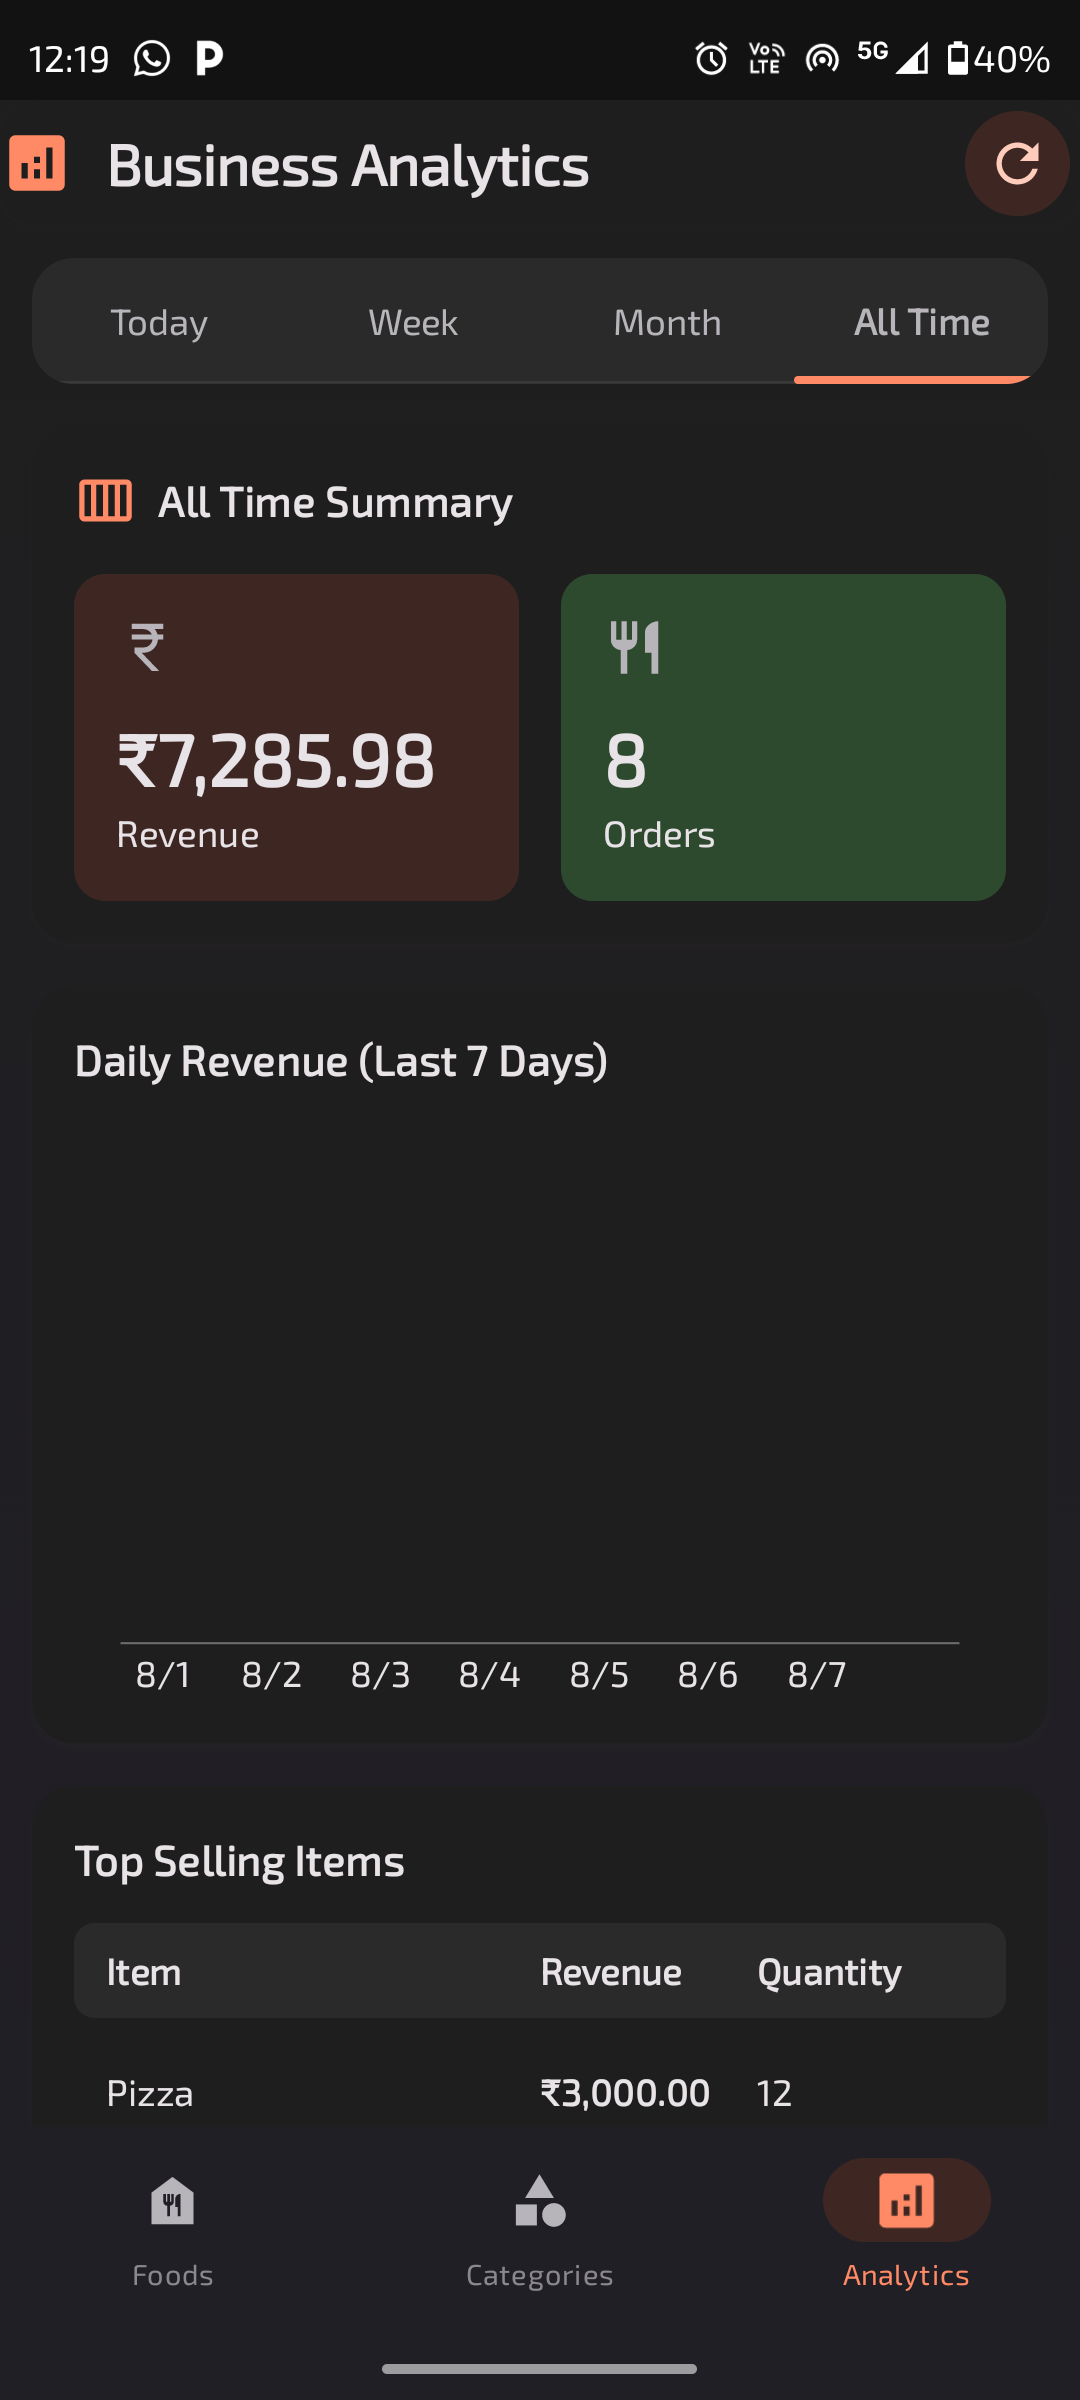 12:19 Vo LTE 5G 40%
Business Analytics
Today Week Month All Time
All Time Summary
₹
₹7,285.98
Revenue
8
Orders
Daily Revenue (Last 7 Days)
8/1 8/2 8/3 8/4 8/5 8/6 8/7
Top Selling Items
Item Revenue Quantity
Pizza ₹3,000.00 12
Foods Categories Analytics